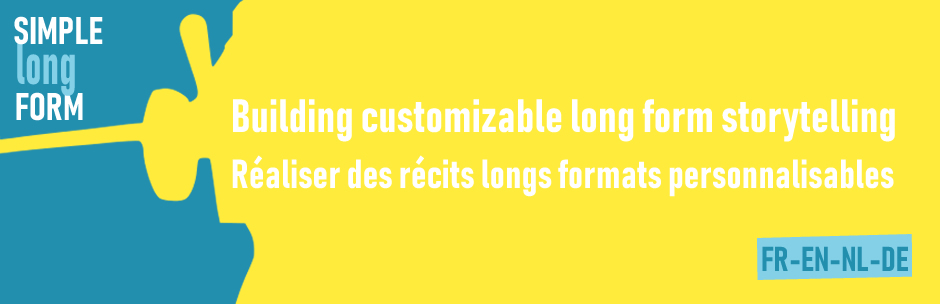 SIMPLE
long
FORM
Building customizable long form storytelling
Réaliser des récits longs formats personnalisables
FR-EN-NL-DE